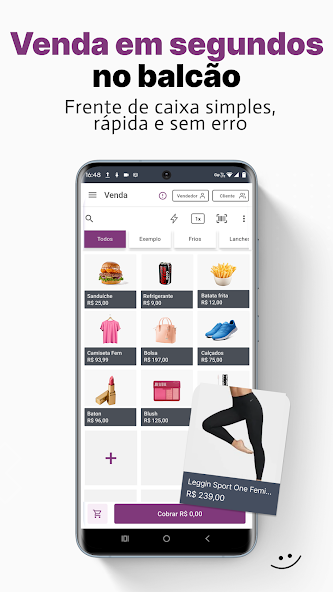 Venda em segundos
no balcão
Frente de caixa simples,
rápida e sem erro
16:48
Venda
Vendedor
Cliente
1x
Todos
Exemplo
Frios
Lanches
Sanduíche
R$ 25,00
Refrigerante
R$ 9,00
Batata frita
R$ 12,00
Camiseta Fem
R$ 93,99
Bolsa
R$ 197,00
Calçados
R$ 75,00
Baton
R$ 96,00
Blush
R$ 125,00
Leggin Sport One Femi...
R$ 239,00
+
Cobrar R$ 0,00